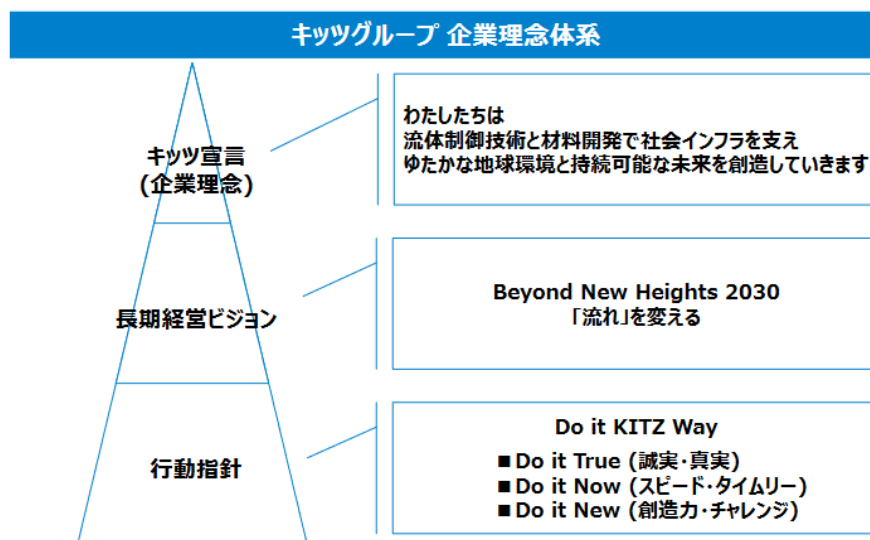 キッツグループ 企業理念体系
キッツ宣言
(企業理念)
わたしたちは
流体制御技術と材料開発で社会インフラを支え
ゆたかな地球環境と持続可能な未来を創造していきます
長期経営ビジョン
Beyond New Heights 2030
「流れ」を変える
行動指針
Do it KITZ Way
■Do it True (誠実・真実)
■Do it Now (スピード・タイムリー)
■Do it New (創造力・チャレンジ)